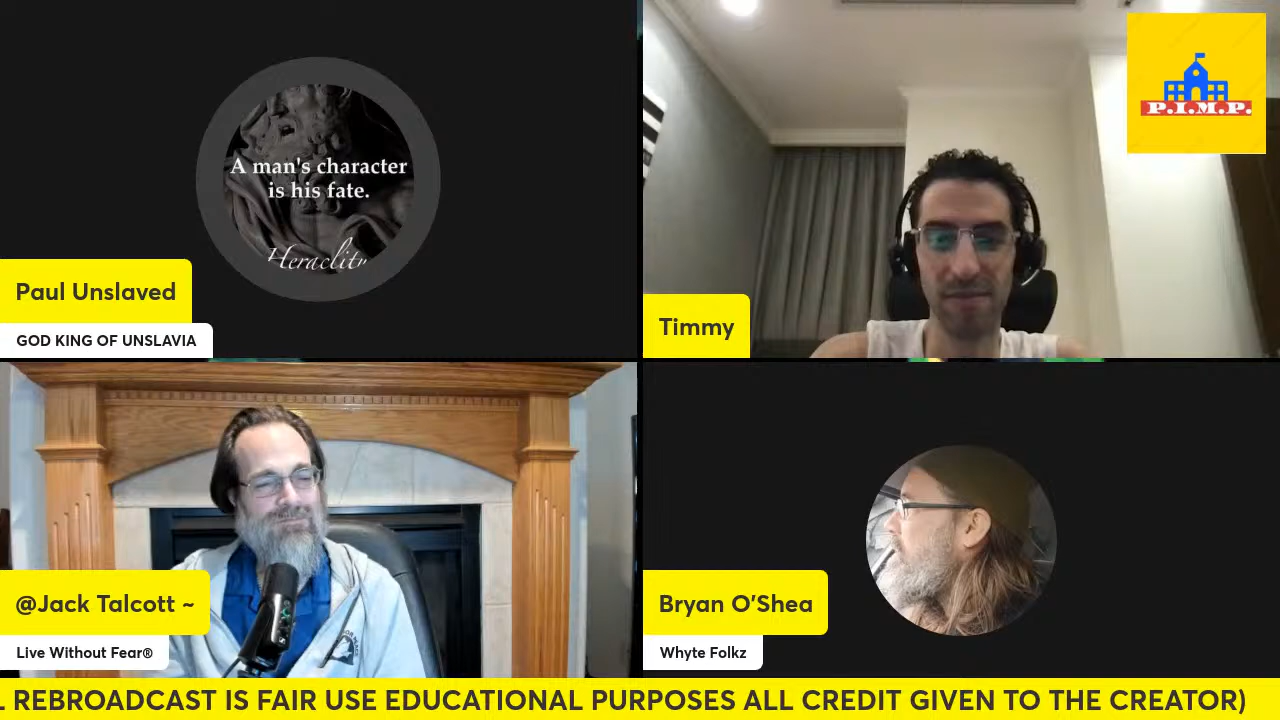 A man's character
is his fate.
Paul Unslaved
GOD KING OF UNSLAVIA
P.I.M.P.
Timmy
@Jack Talcott ~
Live Without Fear®
Bryan O'Shea
Whyte Folkz
REBROADCAST IS FAIR USE EDUCATIONAL PURPOSES ALL CREDIT GIVEN TO THE CREATOR)